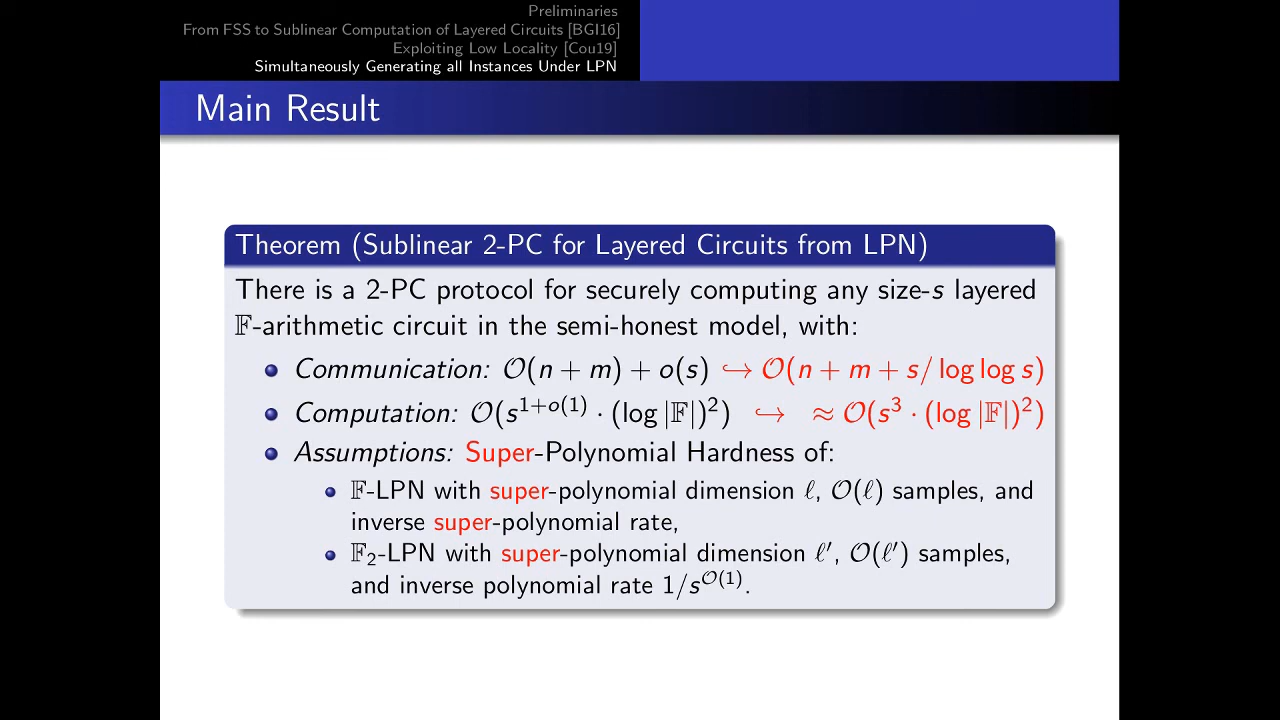 Preliminaries
From FSS to Sublinear Computation of Layered Circuits [BGI16]
Exploiting Low Locality [Cou19]
Simultaneously Generating all Instances Under LPN
Main Result
Theorem (Sublinear 2-PC for Layered Circuits from LPN)
There is a 2-PC protocol for securely computing any size-s layered
𝔽-arithmetic circuit in the semi-honest model, with:
Communication: 𝒪(n + m) + o(s) ↪ 𝒪(n + m + s/ log log s)
Computation: 𝒪(s^{1+o(1)} · (log |𝔽|)²) ↪ ≈ 𝒪(s³ · (log |𝔽|)²)
Assumptions: Super-Polynomial Hardness of:
𝔽-LPN with super-polynomial dimension ℓ, 𝒪(ℓ) samples, and
inverse super-polynomial rate,
𝔽₂-LPN with super-polynomial dimension ℓ′, 𝒪(ℓ′) samples,
and inverse polynomial rate 1/s^{𝒪(1)}.